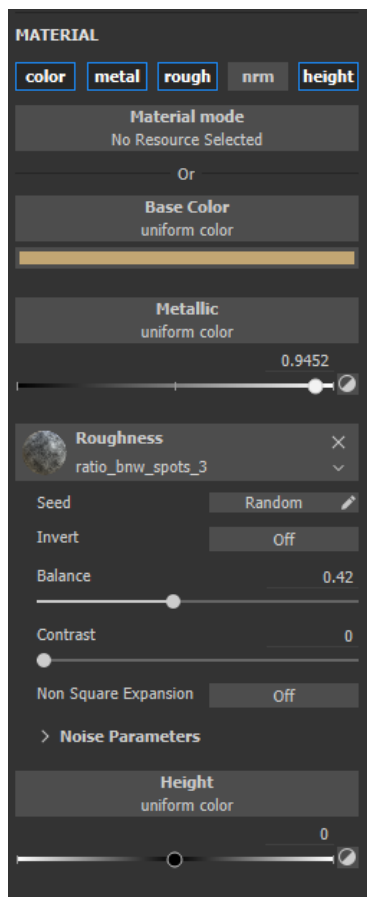 MATERIAL
color metal rough nrm height
Material mode
No Resource Selected
Or
Base Color
uniform color
Metallic
uniform color
0.9452
Roughness
ratio_bnw_spots_3
Seed Random
Invert Off
Balance 0.42
Contrast 0
Non Square Expansion Off
Noise Parameters
Height
uniform color
0